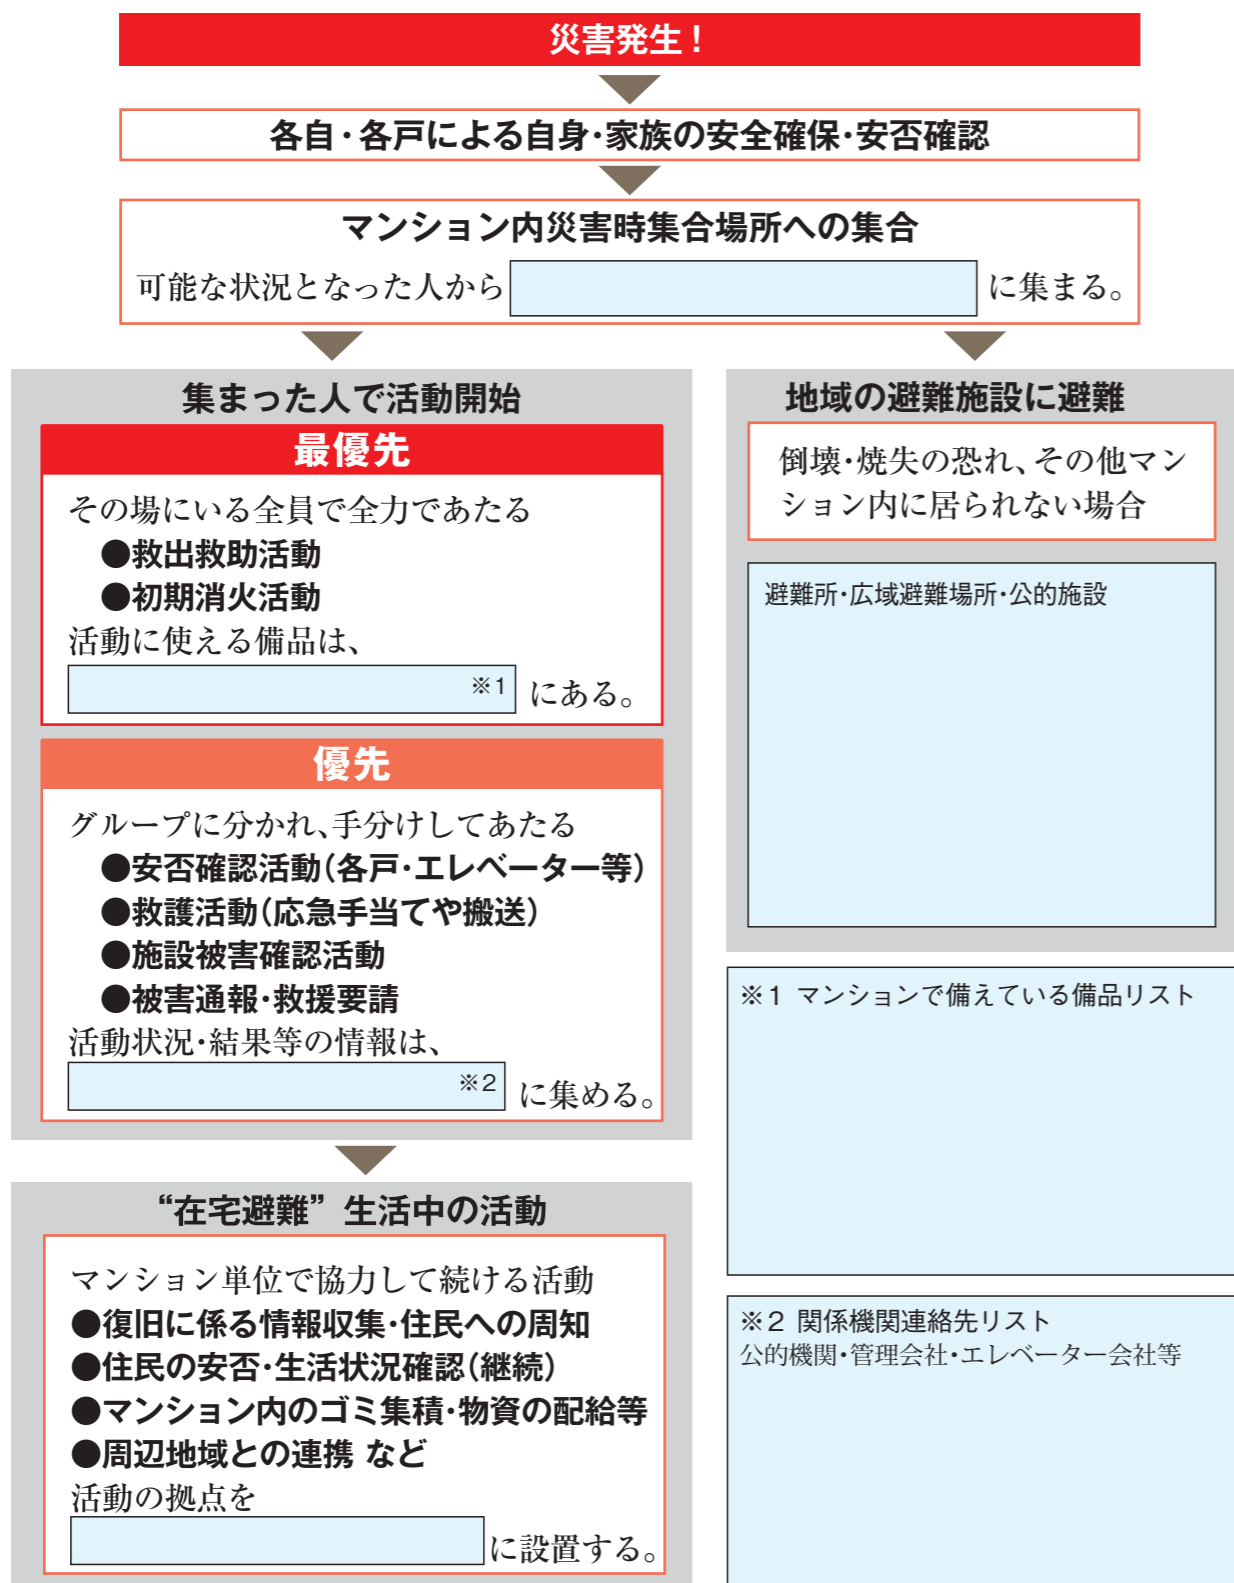 災害発生！
各自・各戸による自身・家族の安全確保・安否確認
マンション内災害時集合場所への集合
可能な状況となった人から に集まる。
集まった人で活動開始
最優先
その場にいる全員で全力であたる
●救出救助活動
●初期消火活動
活動に使える備品は、
※1 にある。
優先
グループに分かれ、手分けしてあたる
●安否確認活動（各戸・エレベーター等）
●救護活動（応急手当てや搬送）
●施設被害確認活動
●被害通報・救援要請
活動状況・結果等の情報は、
※2 に集める。
“在宅避難”生活中の活動
マンション単位で協力して続ける活動
●復旧に係る情報収集・住民への周知
●住民の安否・生活状況確認（継続）
●マンション内のゴミ集積・物資の配給等
●周辺地域との連携 など
活動の拠点を
に設置する。
地域の避難施設に避難
倒壊・焼失の恐れ、その他マン
ション内に居られない場合
避難所・広域避難場所・公的施設
※1 マンションで備えている備品リスト
※2 関係機関連絡先リスト
公的機関・管理会社・エレベーター会社等